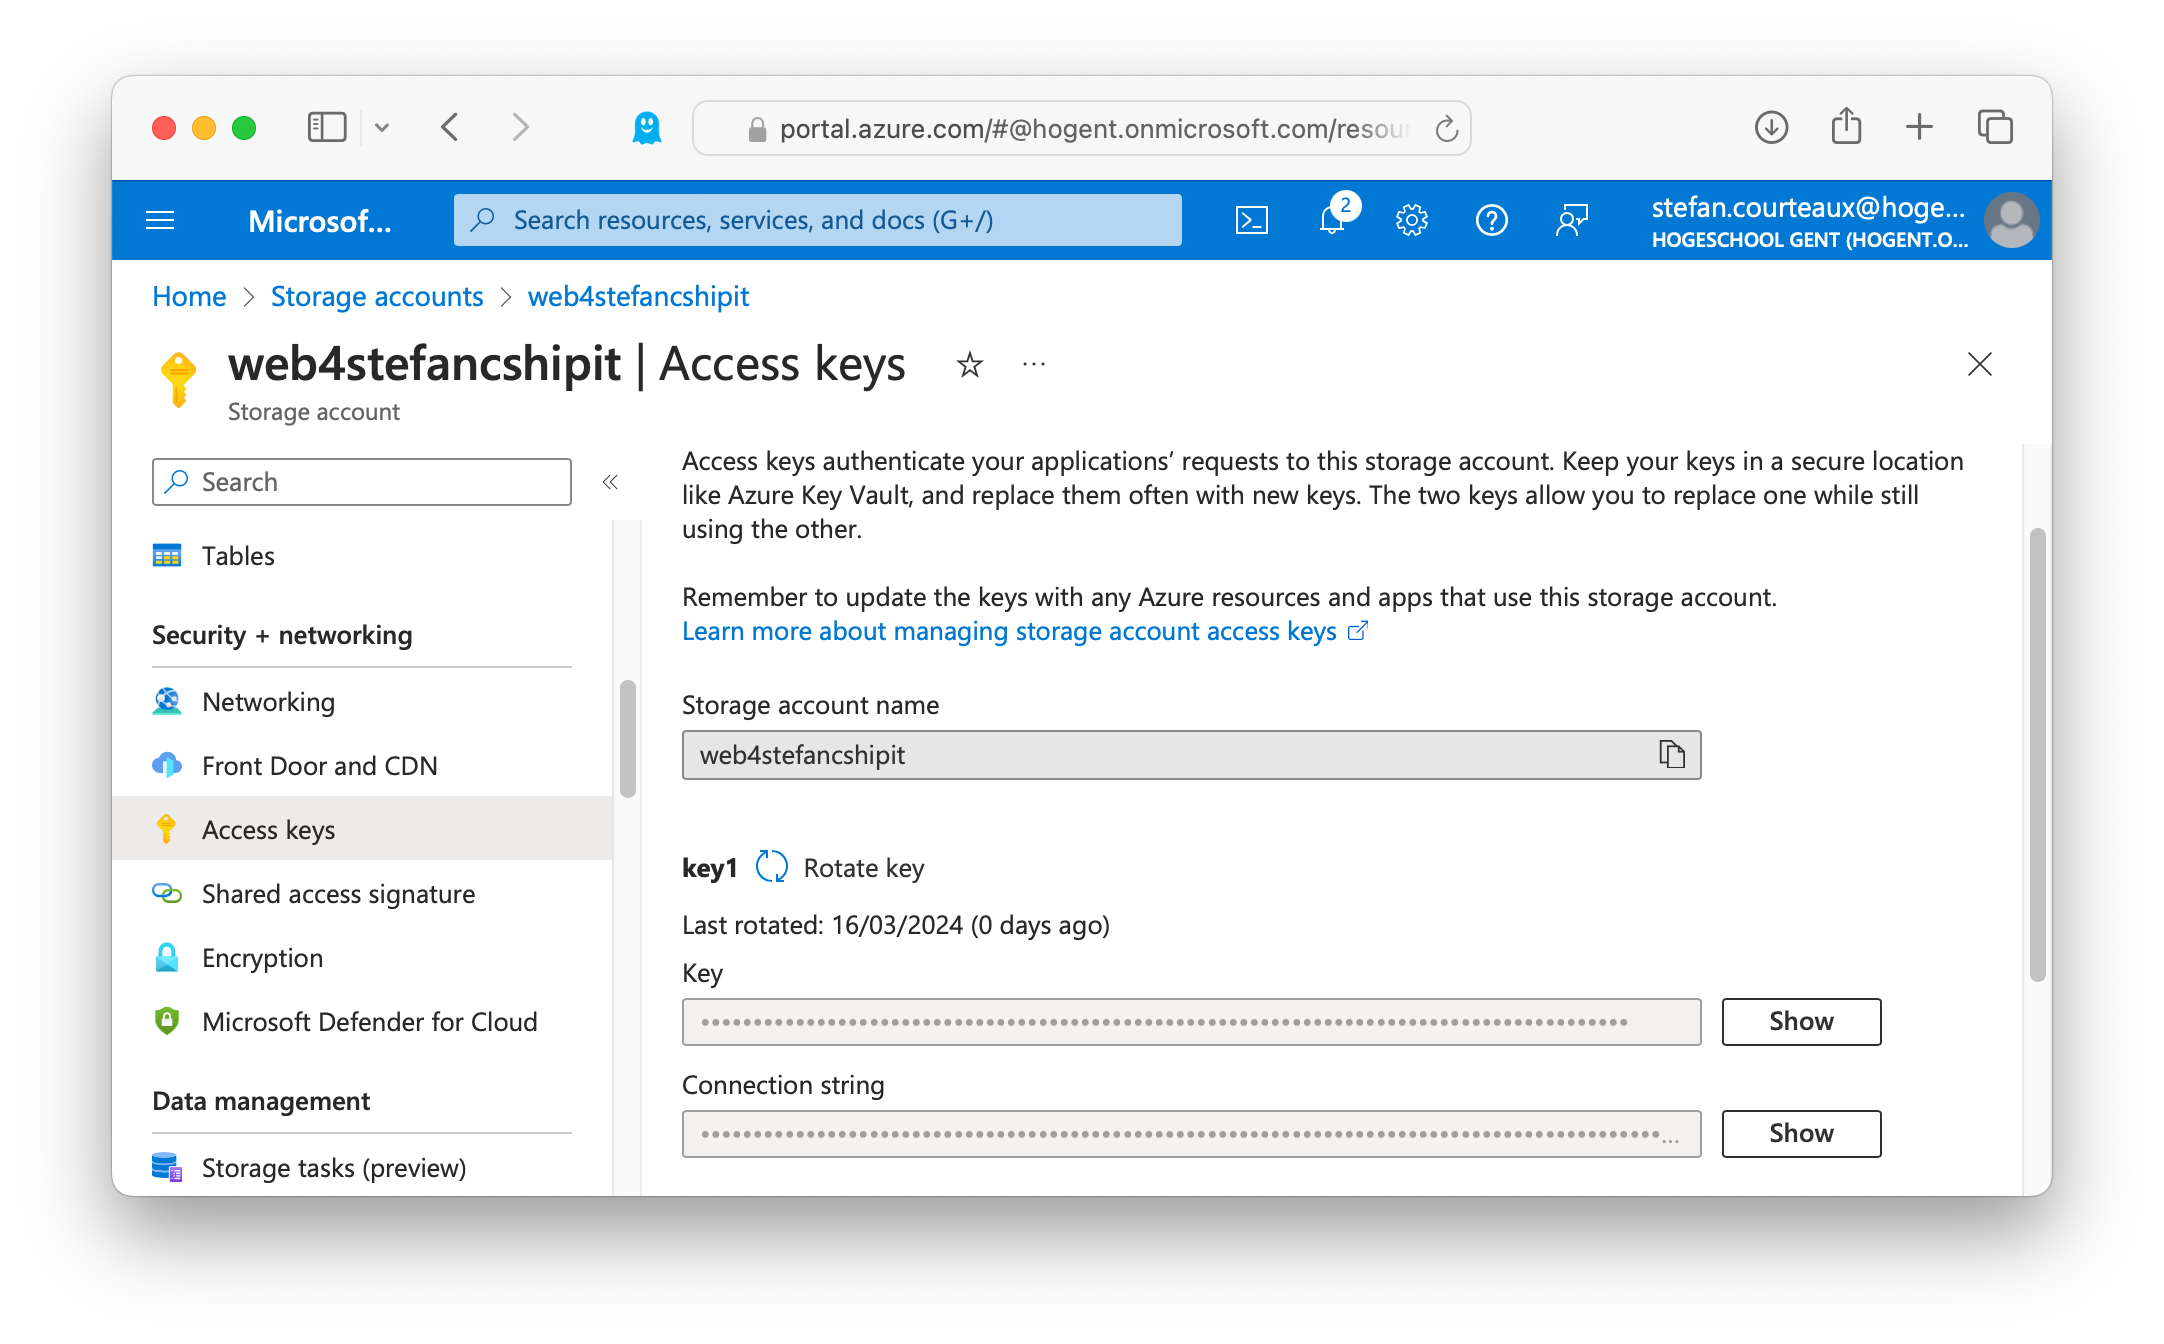 portal.azure.com/#@hogent.onmicrosoft.com/resou
Microsof...
Search resources, services, and docs (G+/)
2
stefan.courteaux@hoge...
HOGESCHOOL GENT (HOGENT.O...
Home > Storage accounts > web4stefancshipit
web4stefancshipit | Access keys
Storage account
Search
Tables
Security + networking
Networking
Front Door and CDN
Access keys
Shared access signature
Encryption
Microsoft Defender for Cloud
Data management
Storage tasks (preview)
Access keys authenticate your applications’ requests to this storage account. Keep your keys in a secure location
like Azure Key Vault, and replace them often with new keys. The two keys allow you to replace one while still
using the other.
Remember to update the keys with any Azure resources and apps that use this storage account.
Learn more about managing storage account access keys
Storage account name
web4stefancshipit
key1 Rotate key
Last rotated: 16/03/2024 (0 days ago)
Key
Show
Connection string
Show